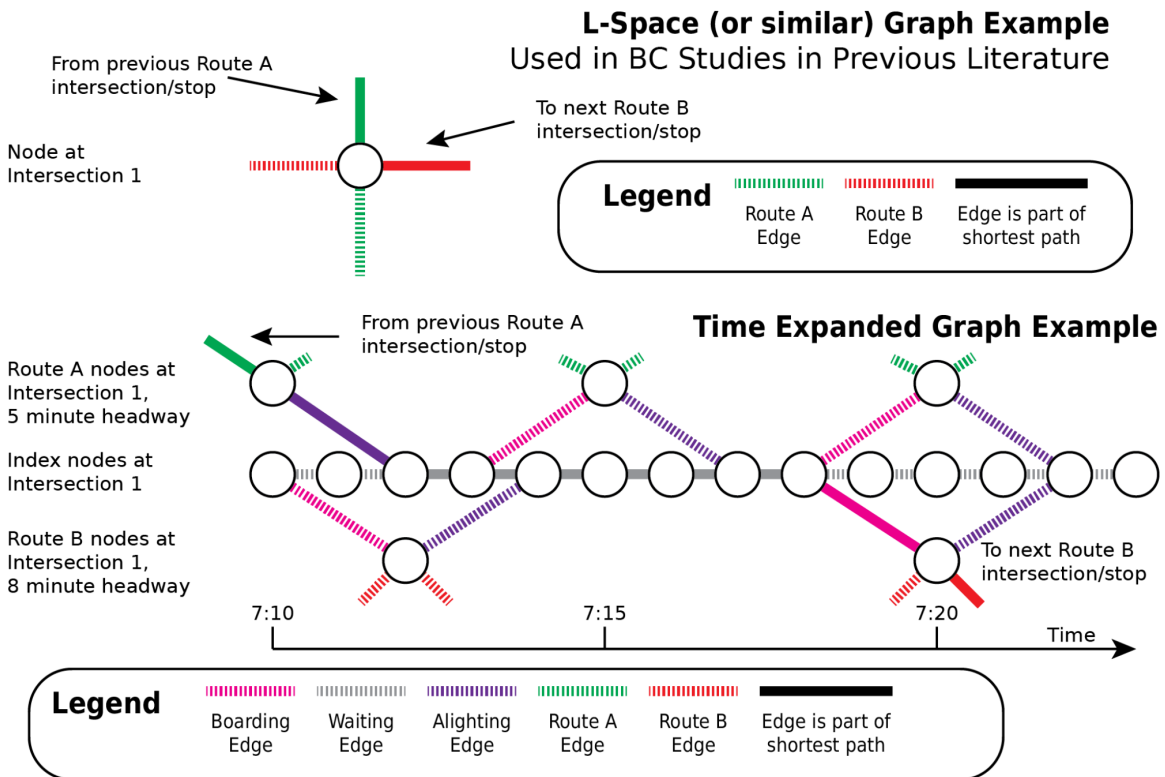 L-Space (or similar) Graph Example
Used in BC Studies in Previous Literature
From previous Route A
intersection/stop
To next Route B
intersection/stop
Node at
Intersection 1
Legend
Route A
Edge
Route B
Edge
Edge is part of
shortest path
Time Expanded Graph Example
From previous Route A
intersection/stop
Route A nodes at
Intersection 1,
5 minute headway
Index nodes at
Intersection 1
Route B nodes at
Intersection 1,
8 minute headway
To next Route B
intersection/stop
7:10
7:15
7:20
Time
Legend
Boarding
Edge
Waiting
Edge
Alighting
Edge
Route A
Edge
Route B
Edge
Edge is part of
shortest path